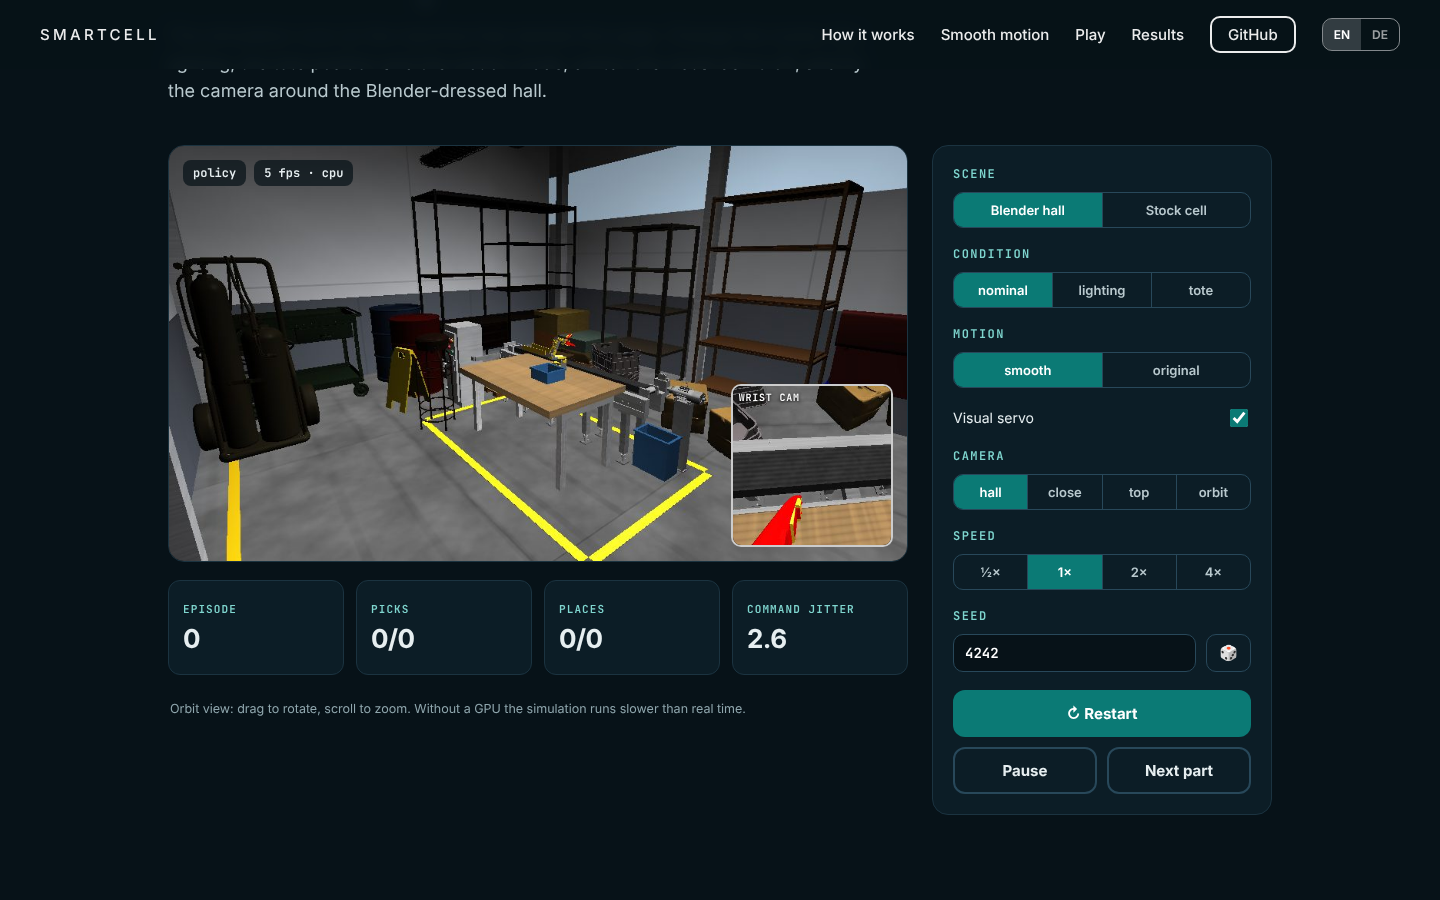 SMARTCELL
How it works
Smooth motion
Play
Results
GitHub
EN
DE
the camera around the Blender-dressed hall.
policy
5 fps · cpu
WRIST CAM
EPISODE
0
PICKS
0/0
PLACES
0/0
COMMAND JITTER
2.6
Orbit view: drag to rotate, scroll to zoom. Without a GPU the simulation runs slower than real time.
SCENE
Blender hall
Stock cell
CONDITION
nominal
lighting
tote
MOTION
smooth
original
Visual servo
CAMERA
hall
close
top
orbit
SPEED
½×
1×
2×
4×
SEED
4242
↻ Restart
Pause
Next part